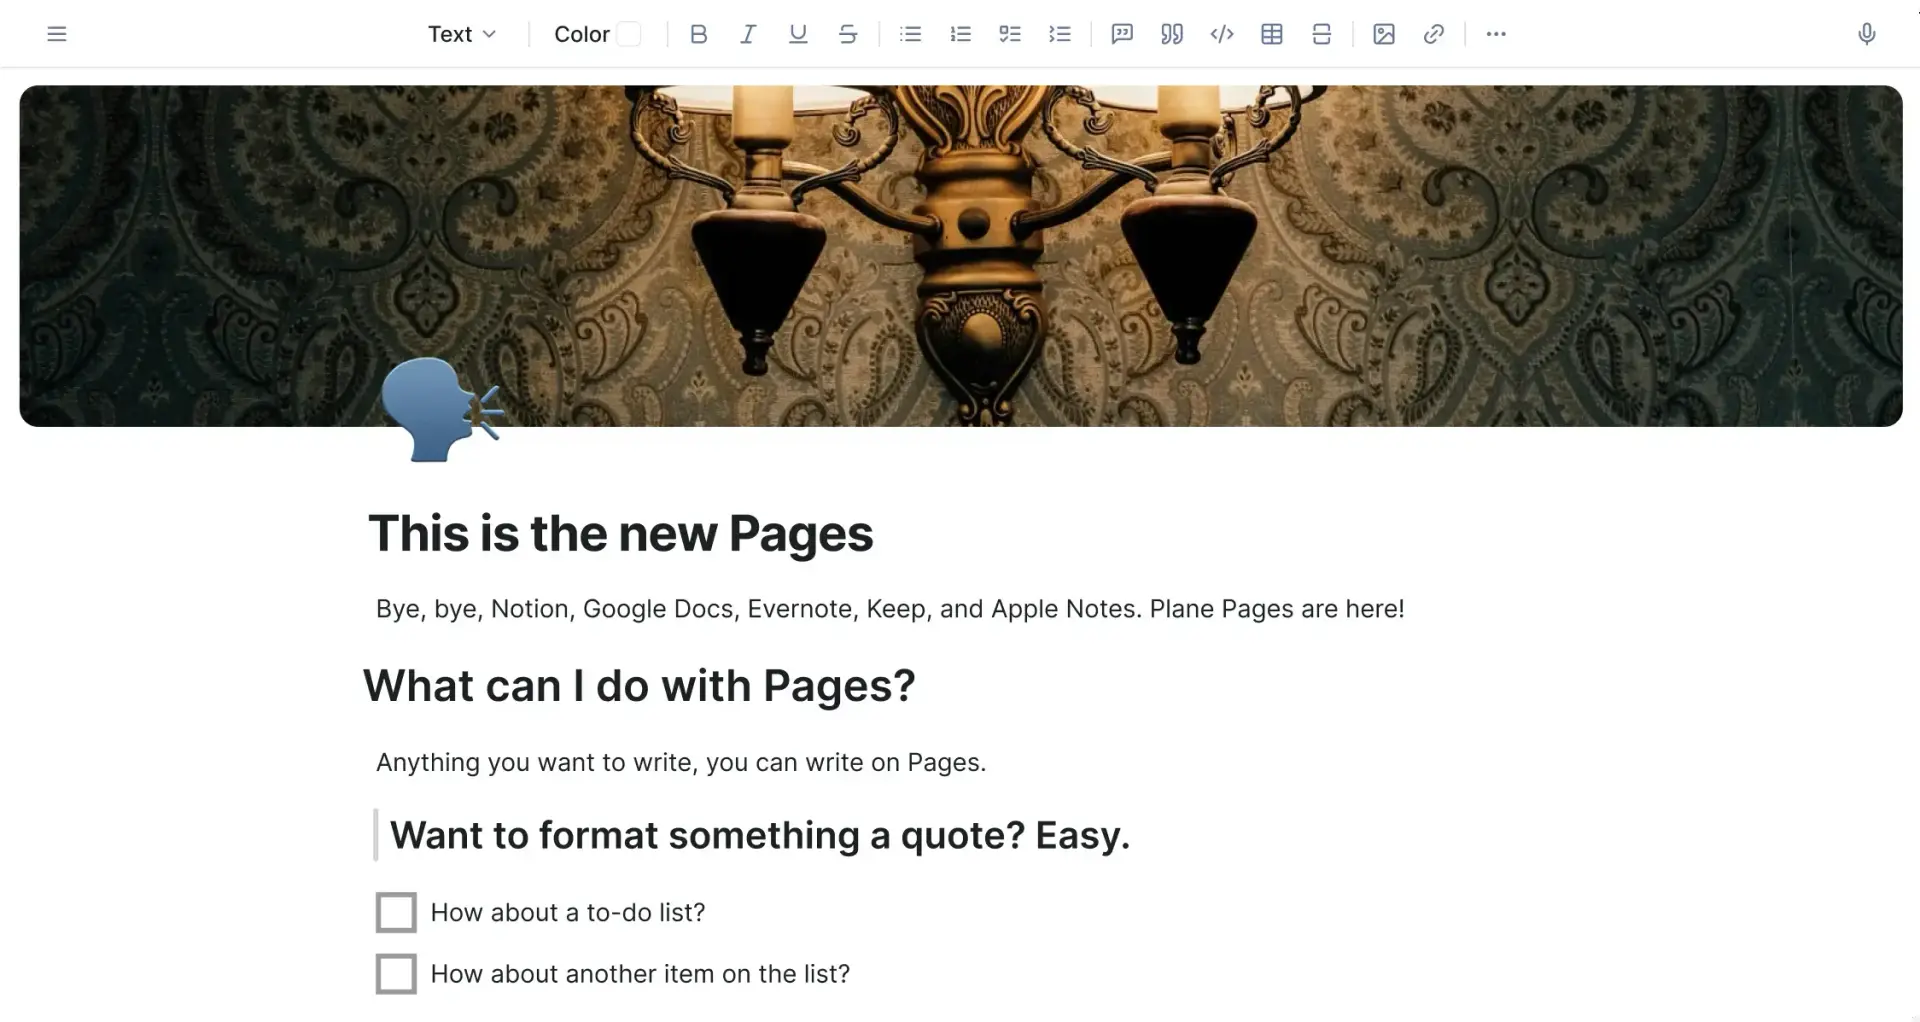 Text
Color
This is the new Pages
Bye, bye, Notion, Google Docs, Evernote, Keep, and Apple Notes. Plane Pages are here!
What can I do with Pages?
Anything you want to write, you can write on Pages.
Want to format something a quote? Easy.
How about a to-do list?
How about another item on the list?